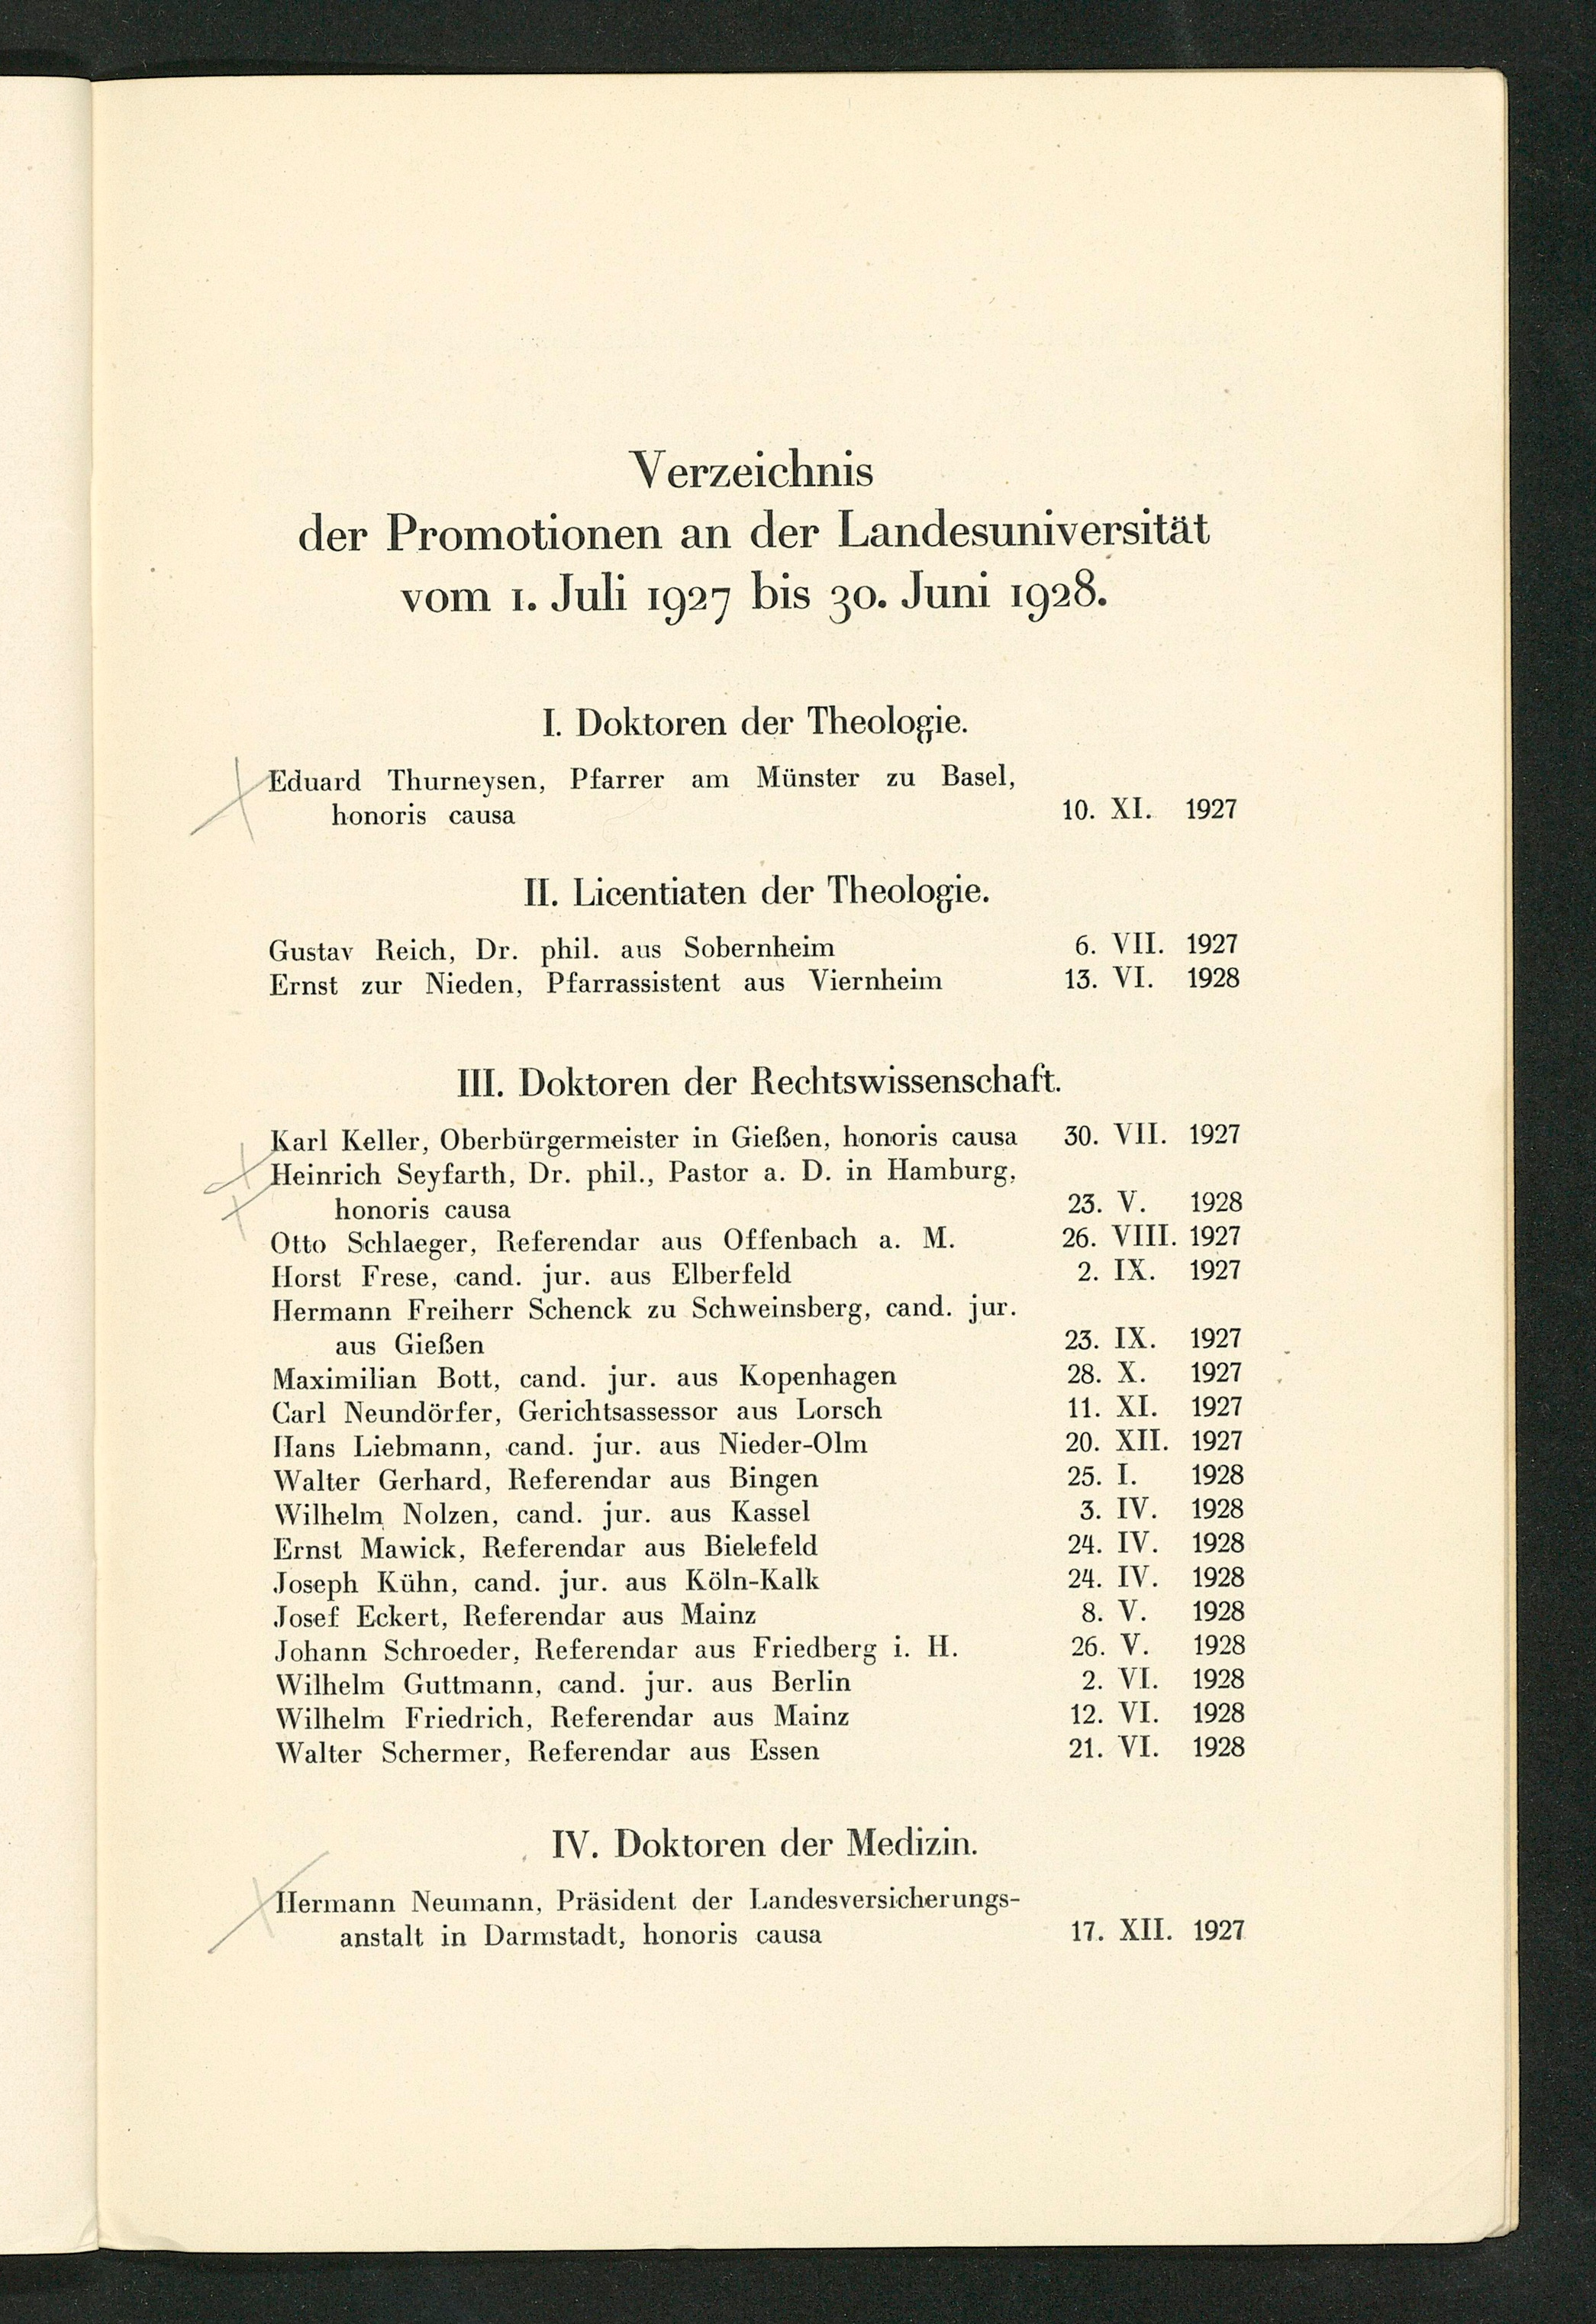 Verzeichnis
der Promotionen an der Landesuniversität
vom 1. Juli 1927 bis 30. Juni 1928.
I. Doktoren der Theologie.
Eduard Thurneysen, Pfarrer am Münster zu Basel,
honoris causa 10. XI. 1927
II. Licentiaten der Theologie.
Gustav Reich, Dr. phil. aus Sobernheim 6. VII. 1927
Ernst zur Nieden, Pfarrassistent aus Viernheim 13. VI. 1928
III. Doktoren der Rechtswissenschaft.
Karl Keller, Oberbürgermeister in Gießen, honoris causa 30. VII. 1927
Heinrich Seyfarth, Dr. phil., Pastor a. D. in Hamburg,
honoris causa 23. V. 1928
Otto Schlaeger, Referendar aus Offenbach a. M. 26. VIII. 1927
Horst Frese, cand. jur. aus Elberfeld 2. IX. 1927
Hermann Freiherr Schenck zu Schweinsberg, cand. jur.
aus Gießen 23. IX. 1927
Maximilian Bott, cand. jur. aus Kopenhagen 28. X. 1927
Carl Neundörfer, Gerichtsassessor aus Lorsch 11. XI. 1927
Hans Liebmann, cand. jur. aus Nieder-Olm 20. XII. 1927
Walter Gerhard, Referendar aus Bingen 25. I. 1928
Wilhelm Nolzen, cand. jur. aus Kassel 3. IV. 1928
Ernst Mawick, Referendar aus Bielefeld 24. IV. 1928
Joseph Kühn, cand. jur. aus Köln-Kalk 24. IV. 1928
Josef Eckert, Referendar aus Mainz 8. V. 1928
Johann Schroeder, Referendar aus Friedberg i. H. 26. V. 1928
Wilhelm Guttmann, cand. jur. aus Berlin 2. VI. 1928
Wilhelm Friedrich, Referendar aus Mainz 12. VI. 1928
Walter Schermer, Referendar aus Essen 21. VI. 1928
IV. Doktoren der Medizin.
Hermann Neumann, Präsident der Landesversicherungs-
anstalt in Darmstadt, honoris causa 17. XII. 1927